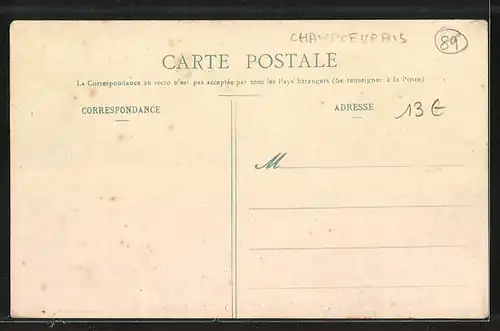 CHAMPCEVRAIS
89
CARTE POSTALE
La Correspondance au recto n'est pas acceptée par tous les Pays Étrangers (Se renseigner à la Poste)
CORRESPONDANCE
ADRESSE
13 €
M